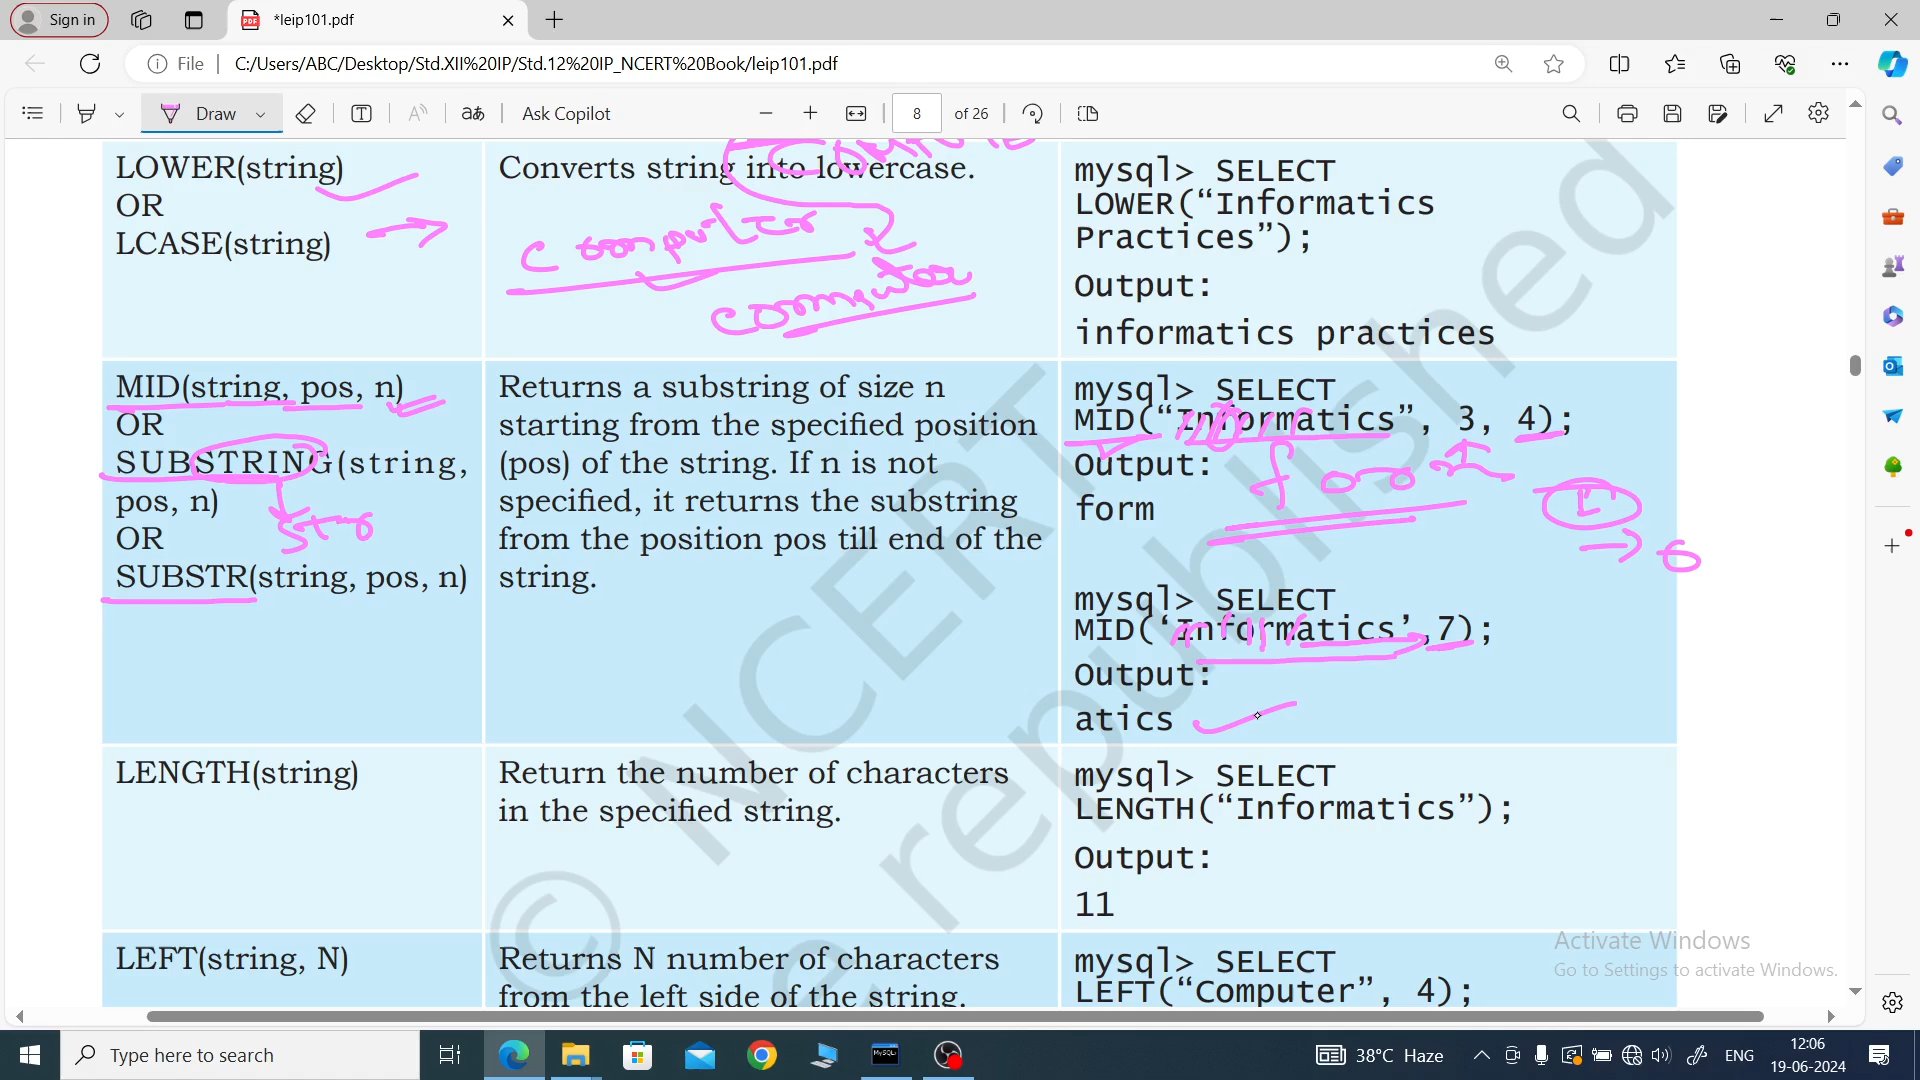 Sign in
*leip101.pdf
File
C:/Users/ABC/Desktop/Std.XII%20IP/Std.12%20IP_NCERT%20Book/leip101.pdf
Draw
aあ
Ask Copilot
8
of 26
LOWER(string)
OR
LCASE(string)
Converts string into lowercase.
computer
computer
mysql> SELECT
LOWER(“Informatics
Practices”);
Output:
informatics practices
MID(string, pos, n)
OR
SUBSTRING(string,
pos, n)
OR
SUBSTR(string, pos, n)
Returns a substring of size n
starting from the specified position
(pos) of the string. If n is not
specified, it returns the substring
from the position pos till end of the
string.
mysql> SELECT
MID(“Informatics”, 3, 4);
Output:
form
mysql> SELECT
MID(‘Informatics’,7);
Output:
atics
LENGTH(string)
Return the number of characters
in the specified string.
mysql> SELECT
LENGTH(“Informatics”);
Output:
11
LEFT(string, N)
Returns N number of characters
from the left side of the string.
mysql> SELECT
LEFT(“Computer”, 4);
© NCERT
republished
Activate Windows
Go to Settings to activate Windows.
Type here to search
38°C Haze
ENG
12:06
19-06-2024